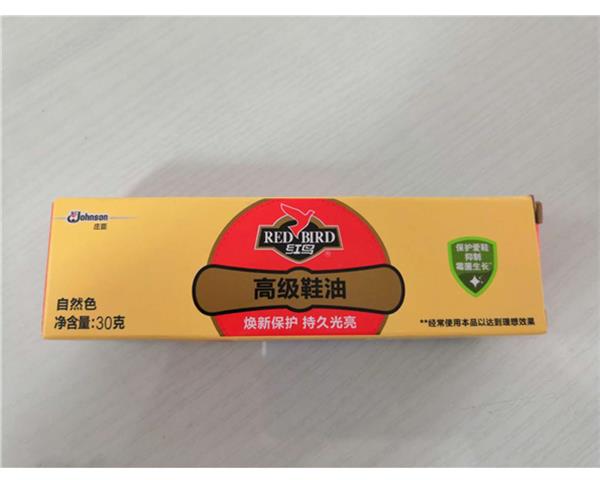 Johnson
庄臣
RED BIRD
红鸟
®
高级鞋油
焕新保护 持久光亮
自然色
净含量:30克
保护爱鞋
抑制
霉菌生长**
**经常使用本品以达到理想效果